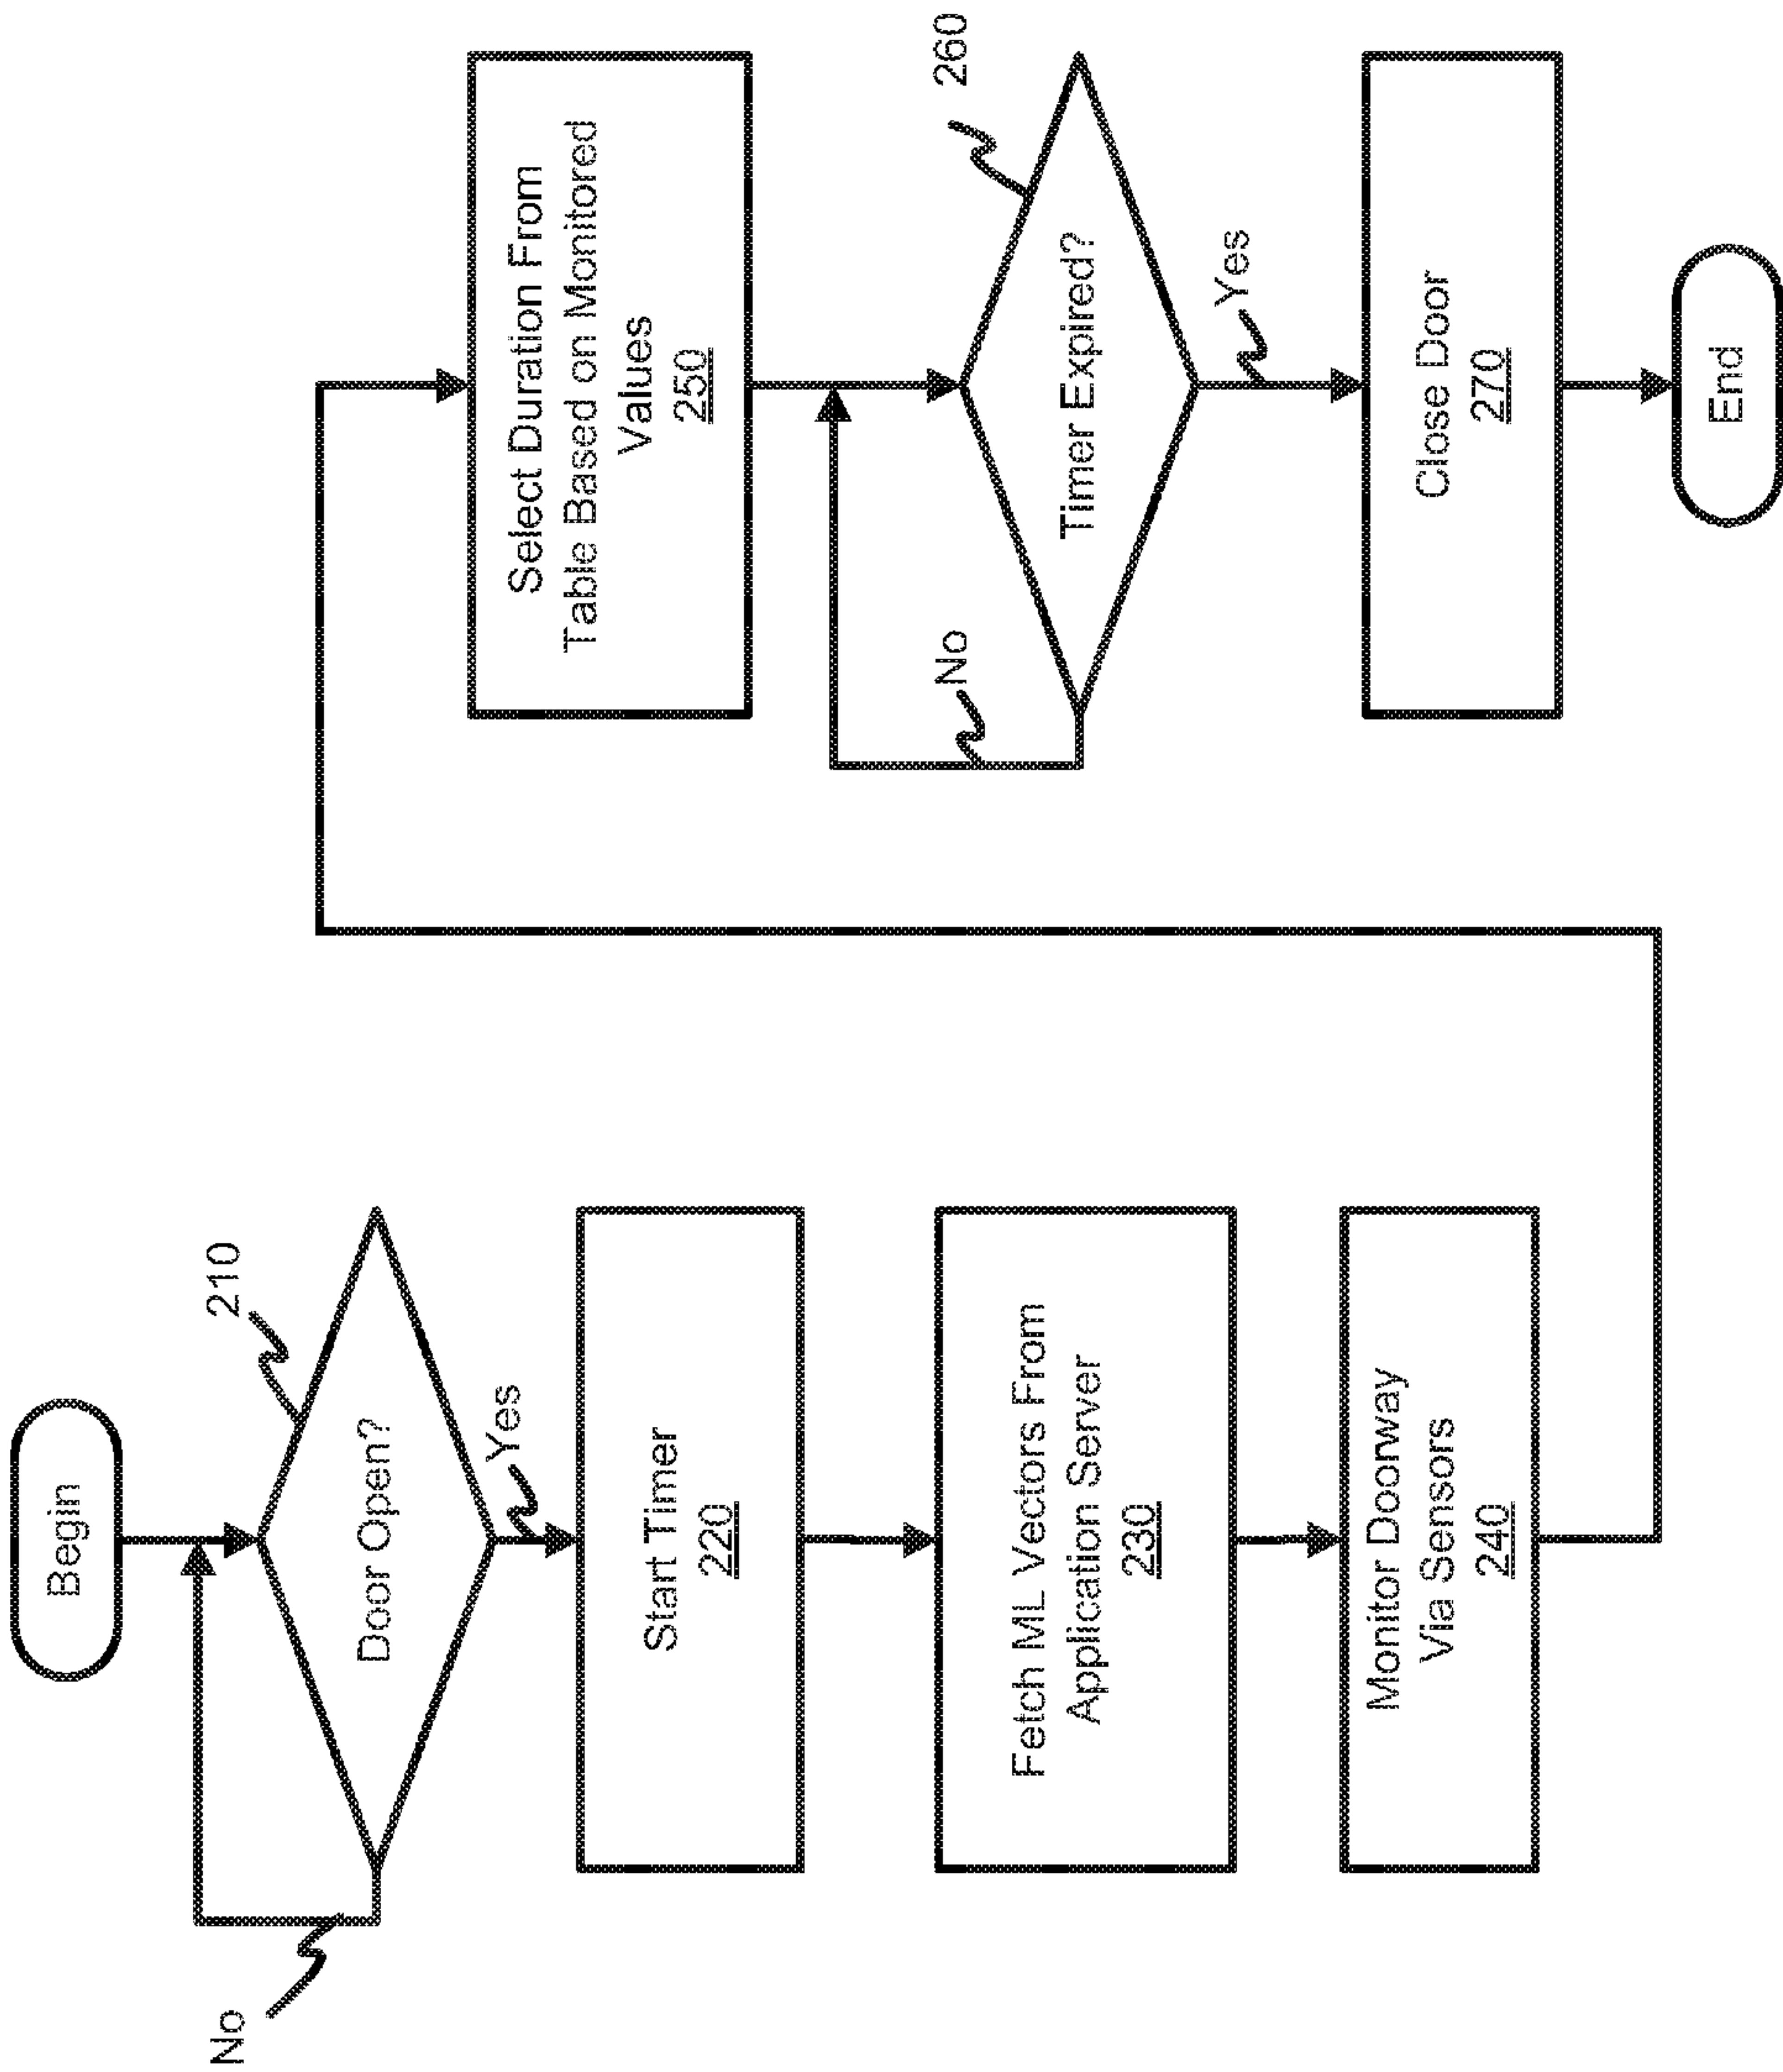 Begin
210
Door Open?
No
Yes
Start Timer
220
Fetch ML Vectors From
Application Server
230
Monitor Doorway
Via Sensors
240
Select Duration From
Table Based on Monitored
Values
250
260
Timer Expired?
No
Yes
Close Door
270
End